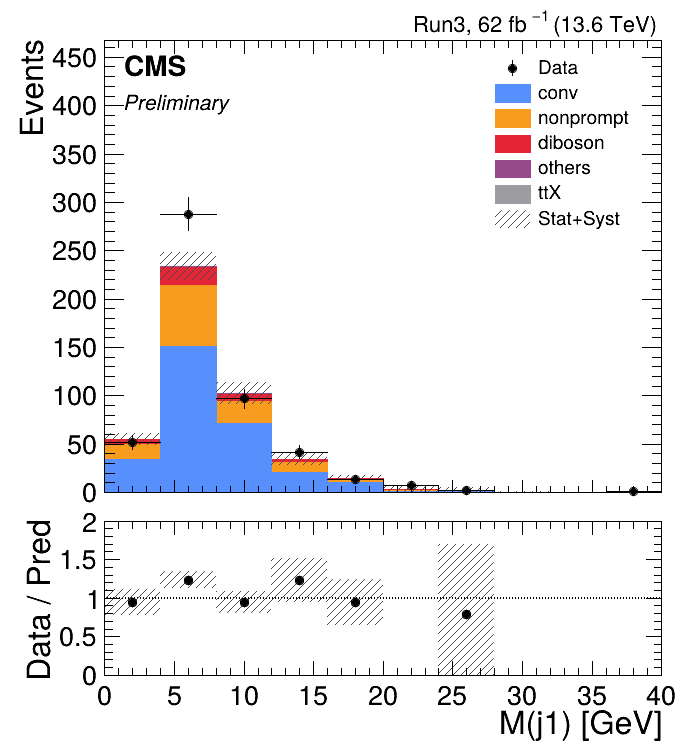 Run3, 62 fb⁻¹ (13.6 TeV)
Events
450
400
350
300
250
200
150
100
50
0
CMS
Preliminary
Data
conv
nonprompt
diboson
others
ttX
Stat+Syst
Data / Pred
2
1.5
1
0.5
0
0 5 10 15 20 25 30 35 40
M(j1) [GeV]